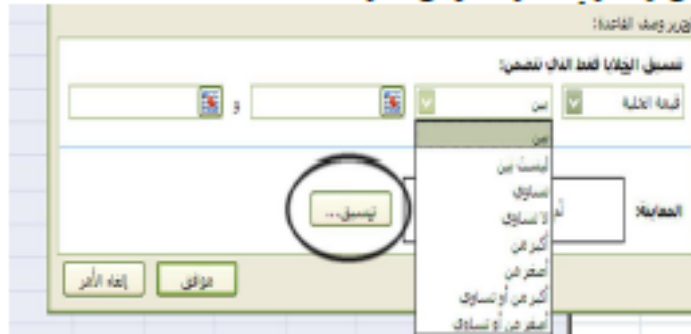 تحرير وصف القاعدة:
تنسيق الخلايا فقط التي تتضمن:
قيمة الخلية
بين
و
بين
ليست بين
تساوي
لا تساوي
أكبر من
أصغر من
أكبر من أو تساوي
أصغر من أو تساوي
المعاينة:
تنسيق...
موافق
إلغاء الأمر